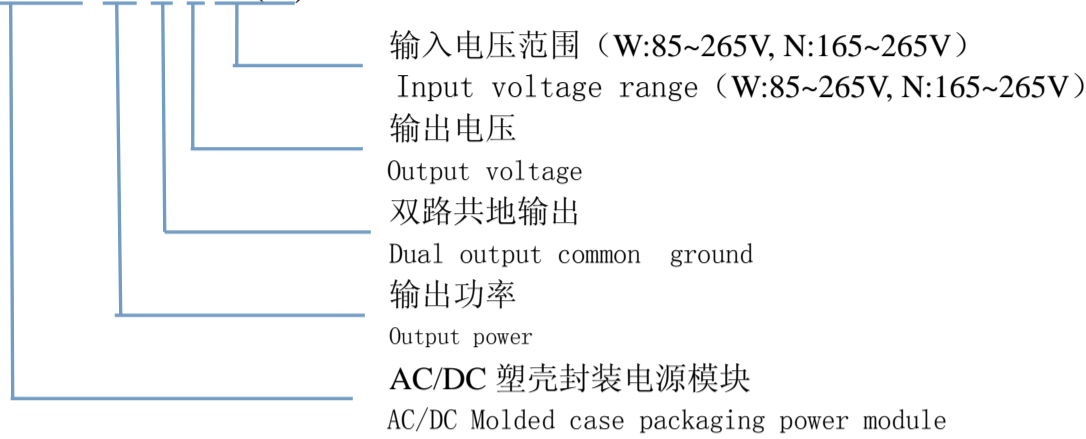 输入电压范围（W:85~265V, N:165~265V）
Input voltage range（W:85~265V, N:165~265V）
输出电压
Output voltage
双路共地输出
Dual output common ground
输出功率
Output power
AC/DC 塑壳封装电源模块
AC/DC Molded case packaging power module